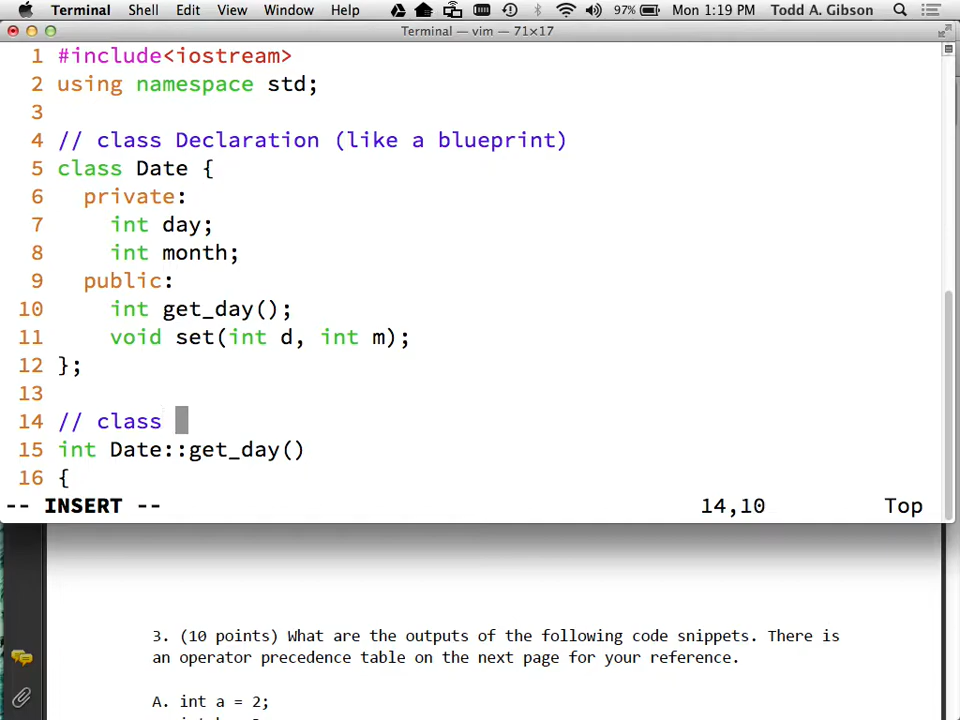 Terminal Shell Edit View Window Help 97% Mon 1:19 PM Todd A. Gibson
Terminal — vim — 71×17
1 #include<iostream>
2 using namespace std;
3
4 // class Declaration (like a blueprint)
5 class Date {
6 private:
7 int day;
8 int month;
9 public:
10 int get_day();
11 void set(int d, int m);
12 };
13
14 // class
15 int Date::get_day()
16 {
-- INSERT -- 14,10 Top
3. (10 points) What are the outputs of the following code snippets. There is
an operator precedence table on the next page for your reference.
A. int a = 2;